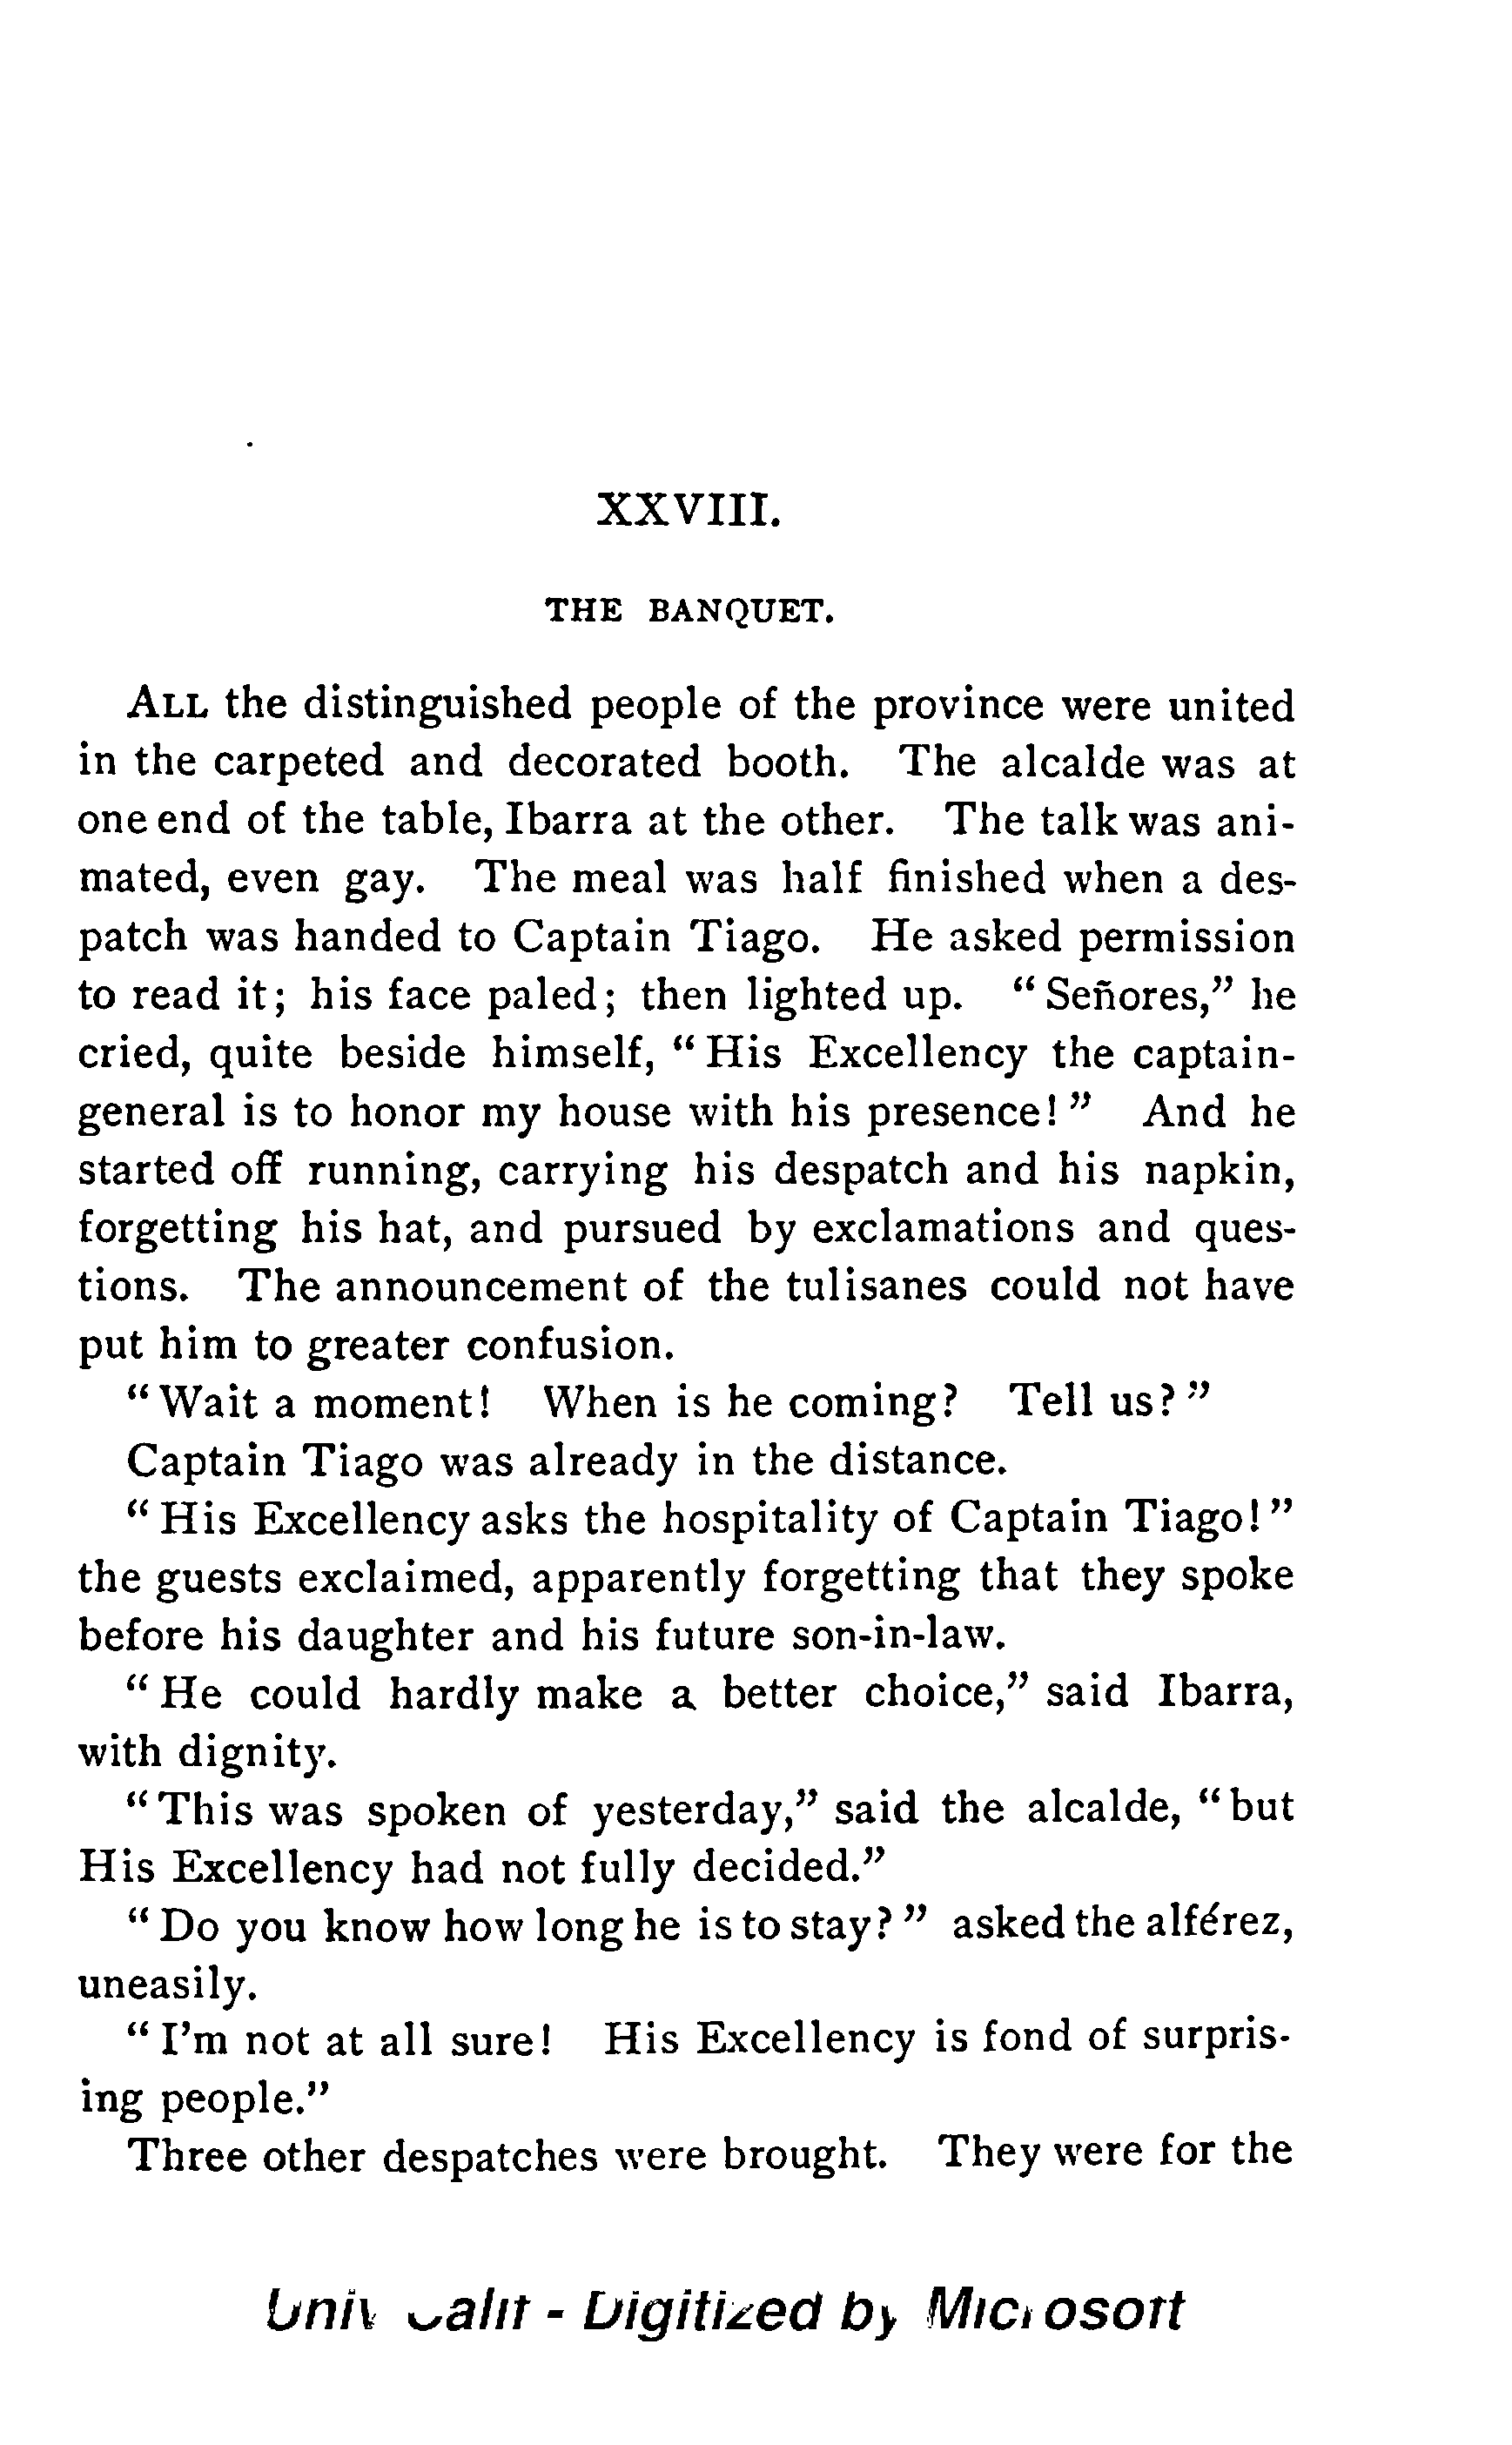 XXVIII.
THE BANQUET.
ALL the distinguished people of the province were united
in the carpeted and decorated booth. The alcalde was at
one end of the table, Ibarra at the other. The talk was ani-
mated, even gay. The meal was half finished when a des-
patch was handed to Captain Tiago. He asked permission
to read it; his face paled; then lighted up. “Señores,” he
cried, quite beside himself, “His Excellency the captain-
general is to honor my house with his presence!” And he
started off running, carrying his despatch and his napkin,
forgetting his hat, and pursued by exclamations and ques-
tions. The announcement of the tulisanes could not have
put him to greater confusion.
“Wait a moment! When is he coming? Tell us?”
Captain Tiago was already in the distance.
“His Excellency asks the hospitality of Captain Tiago!”
the guests exclaimed, apparently forgetting that they spoke
before his daughter and his future son-in-law.
“He could hardly make a better choice,” said Ibarra,
with dignity.
“This was spoken of yesterday,” said the alcalde, “but
His Excellency had not fully decided.”
“Do you know how long he is to stay?” asked the alférez,
uneasily.
“I’m not at all sure! His Excellency is fond of surpris-
ing people.”
Three other despatches were brought. They were for the
Univ Calif - Digitized by Microsoft